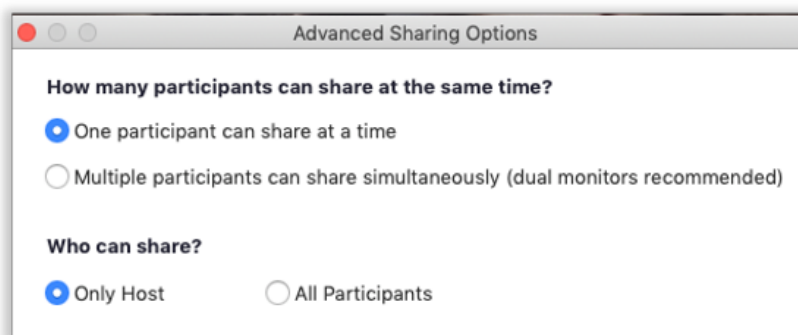 Advanced Sharing Options
How many participants can share at the same time?
One participant can share at a time
Multiple participants can share simultaneously (dual monitors recommended)
Who can share?
Only Host
All Participants